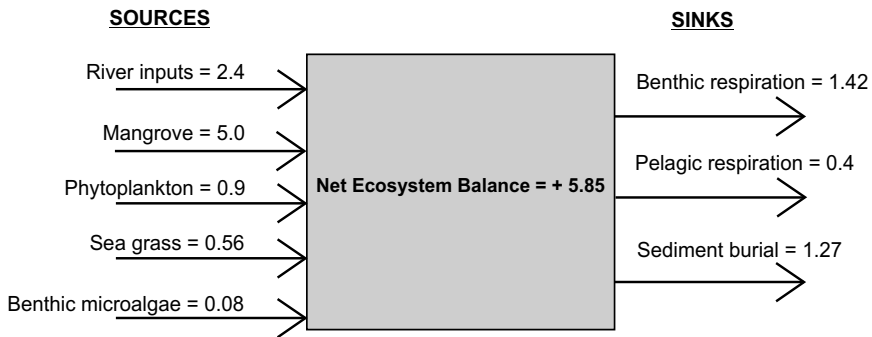 SOURCES
River inputs = 2.4
Mangrove = 5.0
Phytoplankton = 0.9
Sea grass = 0.56
Benthic microalgae = 0.08
Net Ecosystem Balance = + 5.85
SINKS
Benthic respiration = 1.42
Pelagic respiration = 0.4
Sediment burial = 1.27